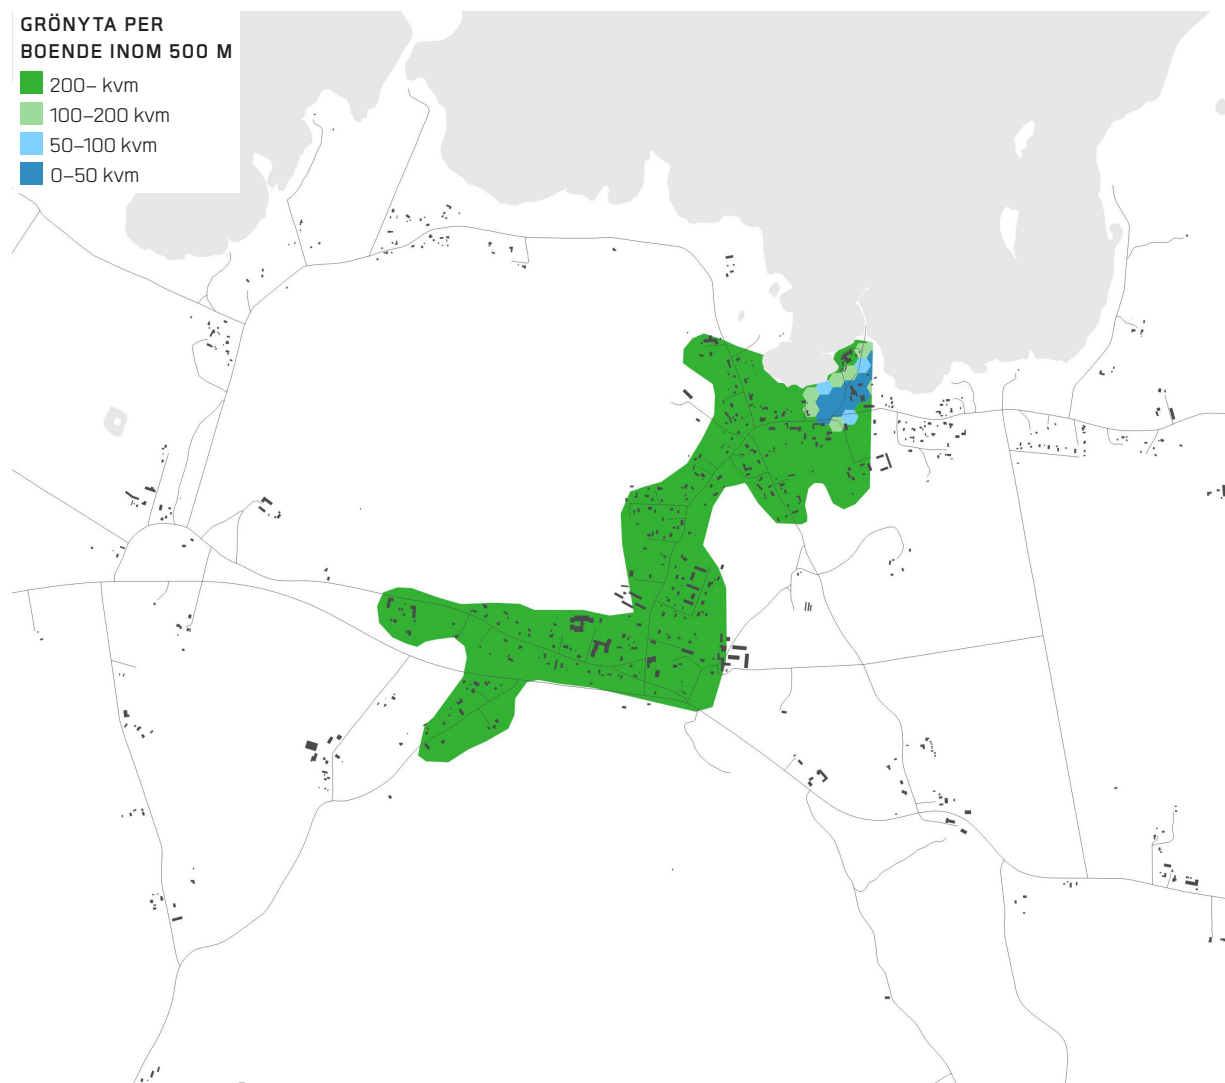 GRÖNYTA PER
BOENDE INOM 500 M
200– kvm
100–200 kvm
50–100 kvm
0–50 kvm